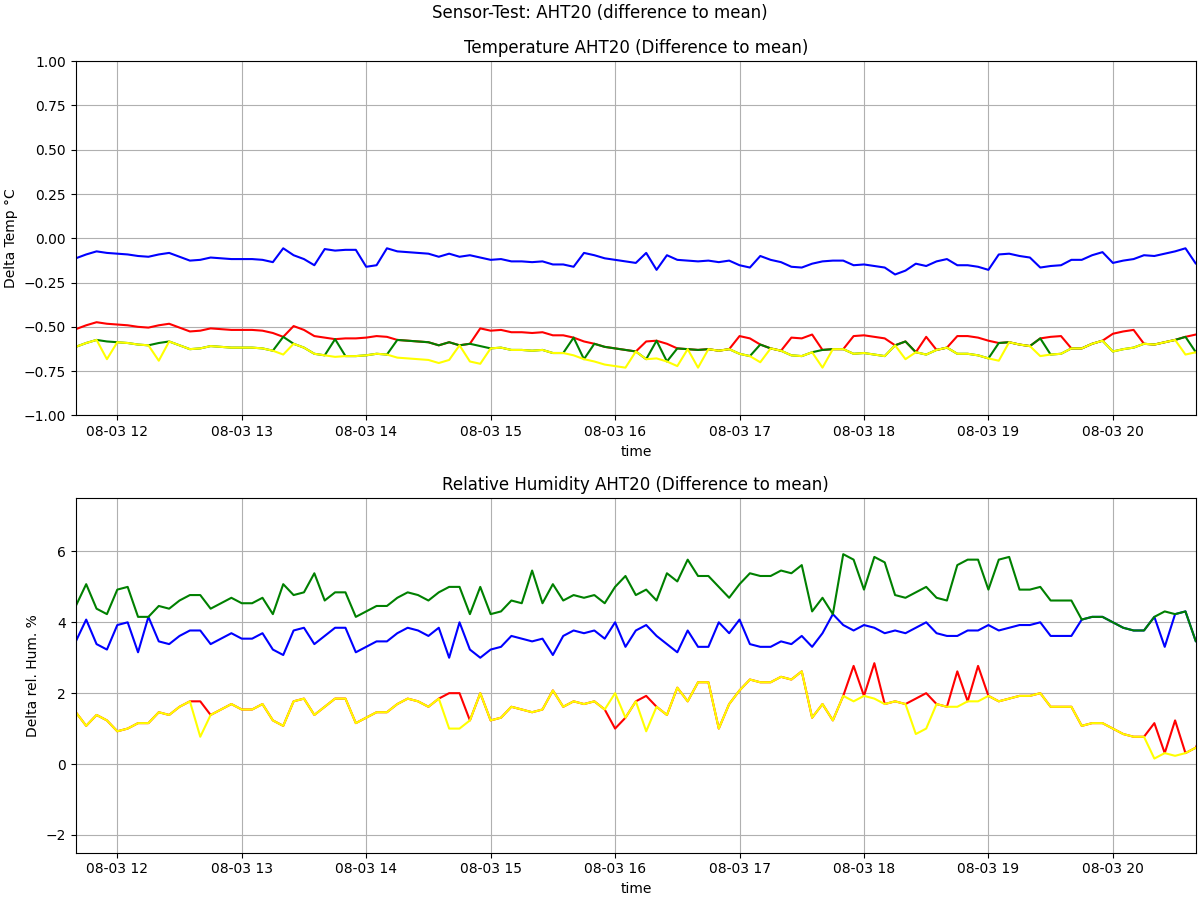 Sensor-Test: AHT20 (difference to mean)
Temperature AHT20 (Difference to mean)
1.00
0.75
0.50
0.25
0.00
−0.25
−0.50
−0.75
−1.00
Delta Temp °C
08-03 12 08-03 13 08-03 14 08-03 15 08-03 16 08-03 17 08-03 18 08-03 19 08-03 20
time
Relative Humidity AHT20 (Difference to mean)
6
4
2
0
−2
Delta rel. Hum. %
08-03 12 08-03 13 08-03 14 08-03 15 08-03 16 08-03 17 08-03 18 08-03 19 08-03 20
time